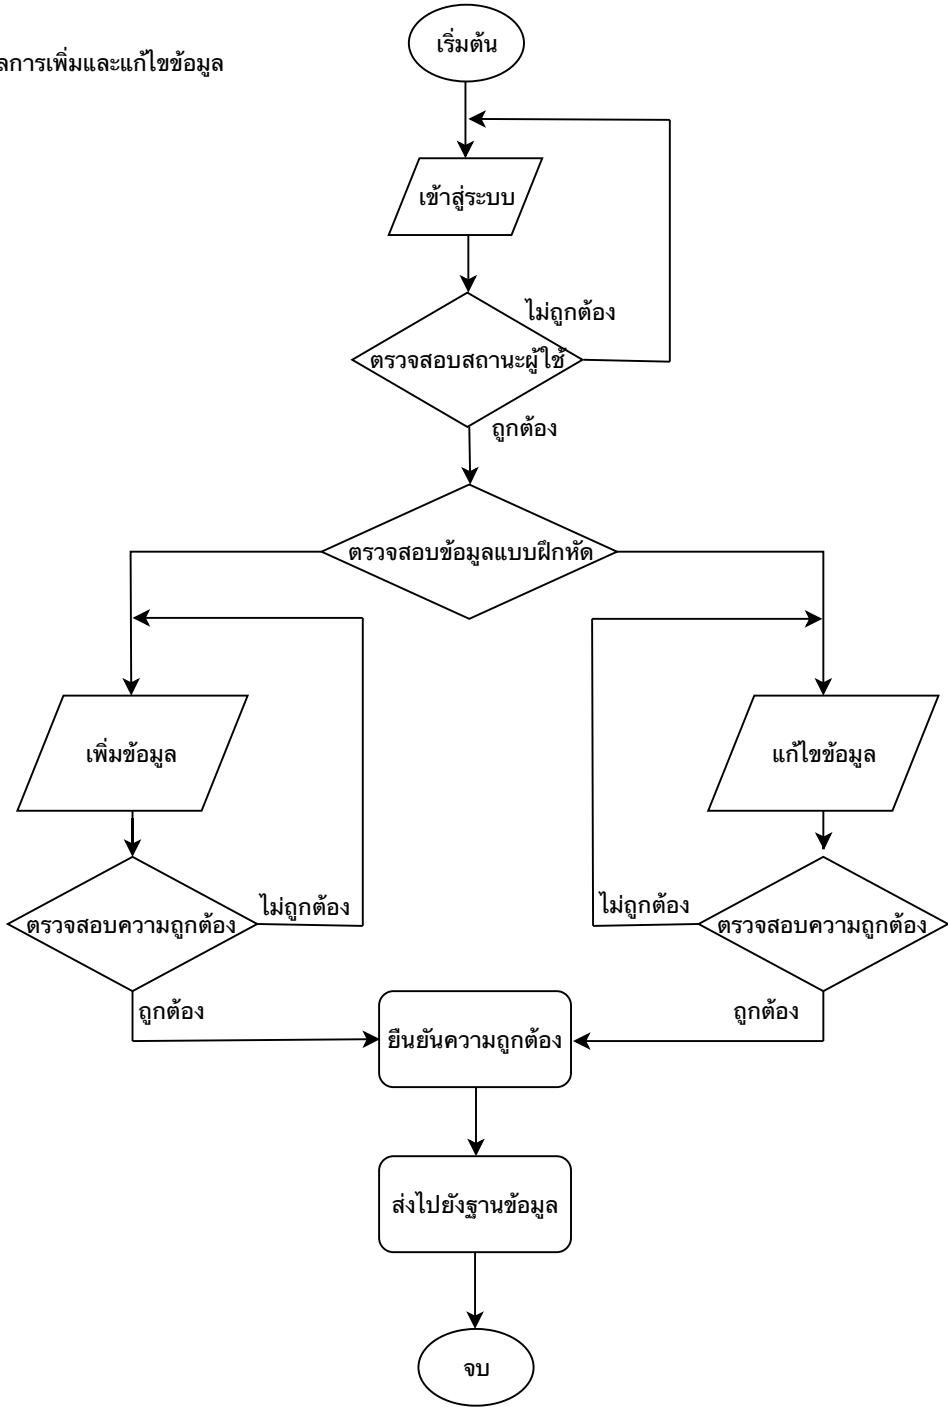 เริ่มต้น
การเพิ่มและแก้ไขข้อมูล
เข้าสู่ระบบ
ไม่ถูกต้อง
ตรวจสอบสถานะผู้ใช้
ถูกต้อง
ตรวจสอบข้อมูลแบบฝึกหัด
เพิ่มข้อมูล
แก้ไขข้อมูล
ไม่ถูกต้อง
ไม่ถูกต้อง
ตรวจสอบความถูกต้อง
ตรวจสอบความถูกต้อง
ถูกต้อง
ถูกต้อง
ยืนยันความถูกต้อง
ส่งไปยังฐานข้อมูล
จบ